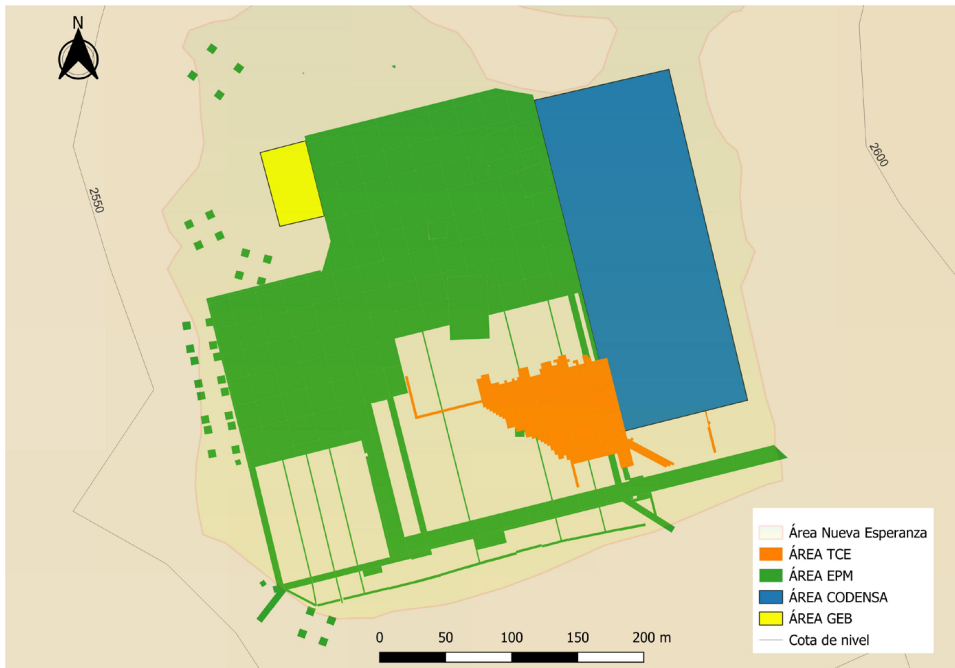 N
2550
2600
Área Nueva Esperanza
ÁREA TCE
ÁREA EPM
ÁREA CODENSA
ÁREA GEB
Cota de nivel
0 50 100 150 200 m